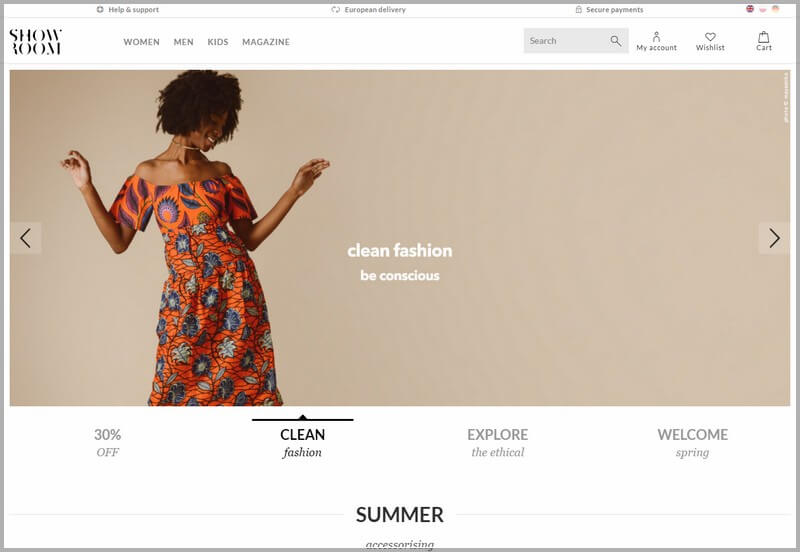 Help & support
European delivery
Secure payments
SHOW
ROOM
WOMEN
MEN
KIDS
MAGAZINE
Search
My account
Wishlist
Cart
clean fashion
be conscious
30%
OFF
CLEAN
fashion
EXPLORE
the ethical
WELCOME
spring
SUMMER
accessorising